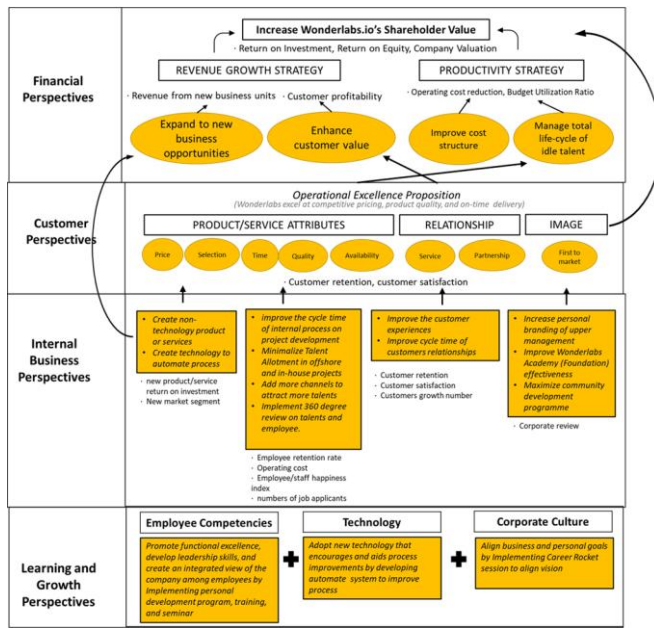 Increase Wonderlabs.io's Shareholder Value
· Return on Investment, Return on Equity, Company Valuation
Financial
Perspectives
REVENUE GROWTH STRATEGY
PRODUCTIVITY STRATEGY
· Revenue from new business units
· Customer profitability
· Operating cost reduction, Budget Utilization Ratio
Expand to new
business
opportunities
Enhance
customer value
Improve cost
structure
Manage total
life-cycle of
idle talent
Customer
Perspectives
Operational Excellence Proposition
(Wonderlabs excel at competitive pricing, product quality, and on-time delivery)
PRODUCT/SERVICE ATTRIBUTES
RELATIONSHIP
IMAGE
Price
Selection
Time
Quality
Availability
Service
Partnership
First to
market
· Customer retention, customer satisfaction
Internal
Business
Perspectives
• Create non-
technology product
or services
• Create technology to
automate process
· new product/service
return on investment
· New market segment
• Improve the cycle time
of internal process on
project development
• Minimalize Talent
Allotment in offshore
and in-house projects
• Add more channels to
attract more talents
• Implement 360 degree
review on talents and
employee.
· Employee retention rate
· Operating cost
· Employee/staff happiness
index
· numbers of job applicants
• Improve the customer
experiences
• Improve cycle time of
customers relationships
· Customer retention
· Customer satisfaction
· Customers growth number
• Increase personal
branding of upper
management
• Improve Wonderlabs
Academy (Foundation)
effectiveness
• Maximize community
development
programme
· Corporate review
Learning and
Growth
Perspectives
Employee Competencies
Promote functional excellence,
develop leadership skills, and
create an integrated view of the
company among employees by
Implementing personal
development program, training,
and seminar
Technology
Adopt new technology that
encourages and aids process
improvements by developing
automate system to improve
process
Corporate Culture
Align business and personal goals
by Implementing Career Rocket
session to align vision